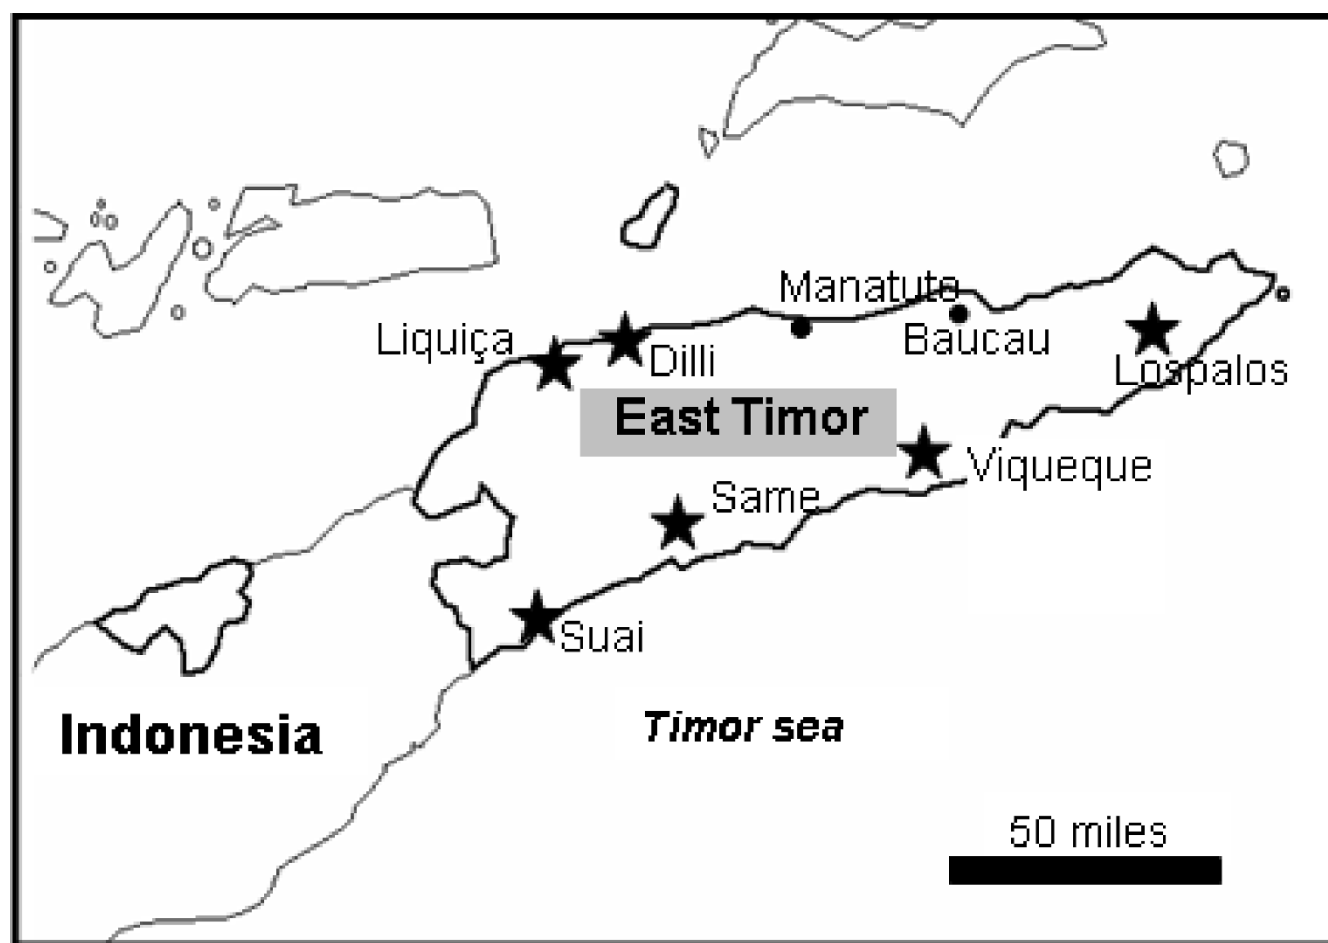 Manatuto
Liquiça
Dilli
Baucau
Lospalos
East Timor
Viqueque
Same
Suai
Indonesia
Timor sea
50 miles